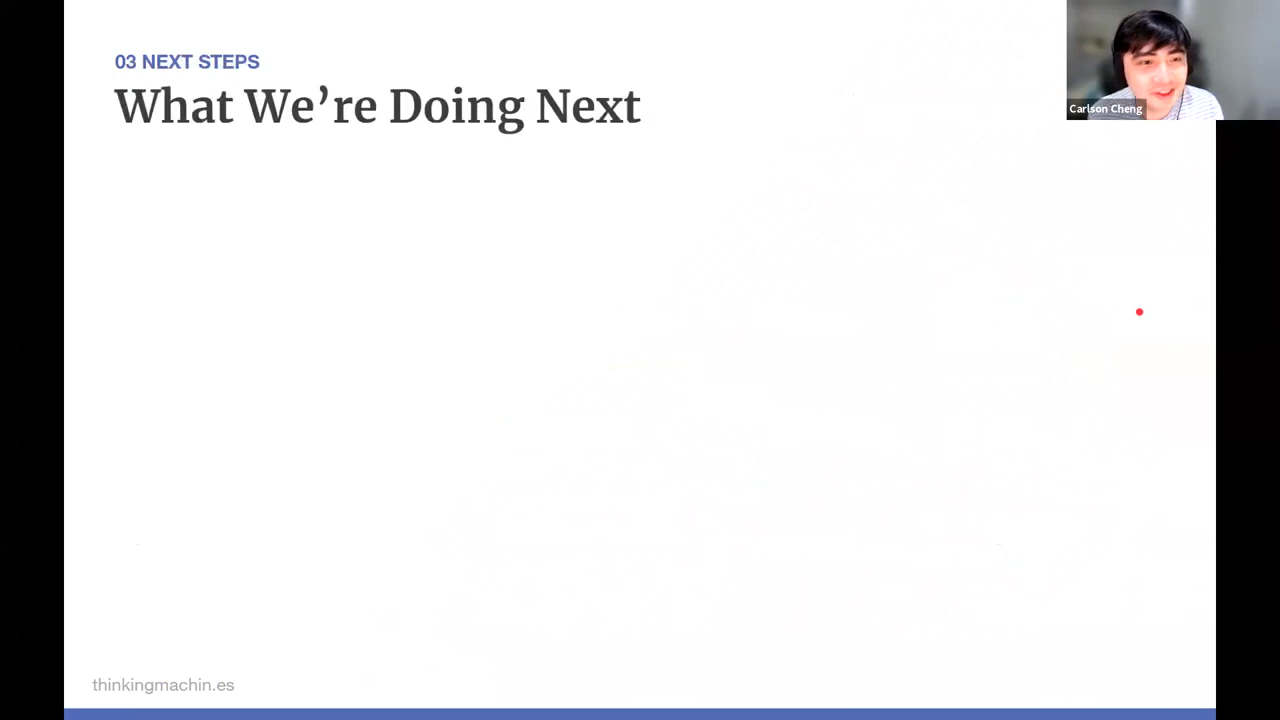 03 NEXT STEPS
What We’re Doing Next
Carlson Cheng
thinkingmachin.es